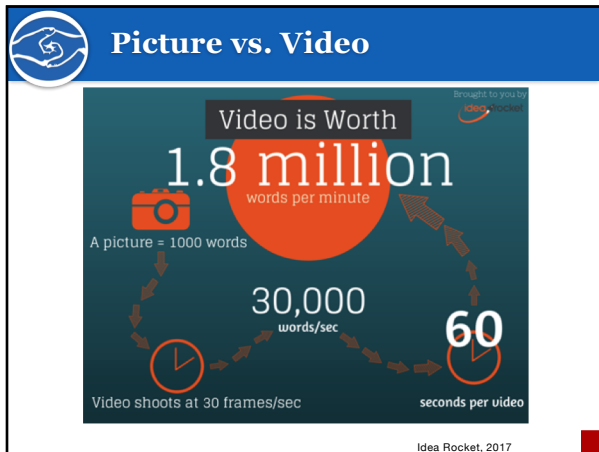 Picture vs. Video
Brought to you by
idea Rocket
Video is Worth
1.8 million
words per minute
A picture = 1000 words
30,000
words/sec
60
Video shoots at 30 frames/sec
seconds per video
Idea Rocket, 2017